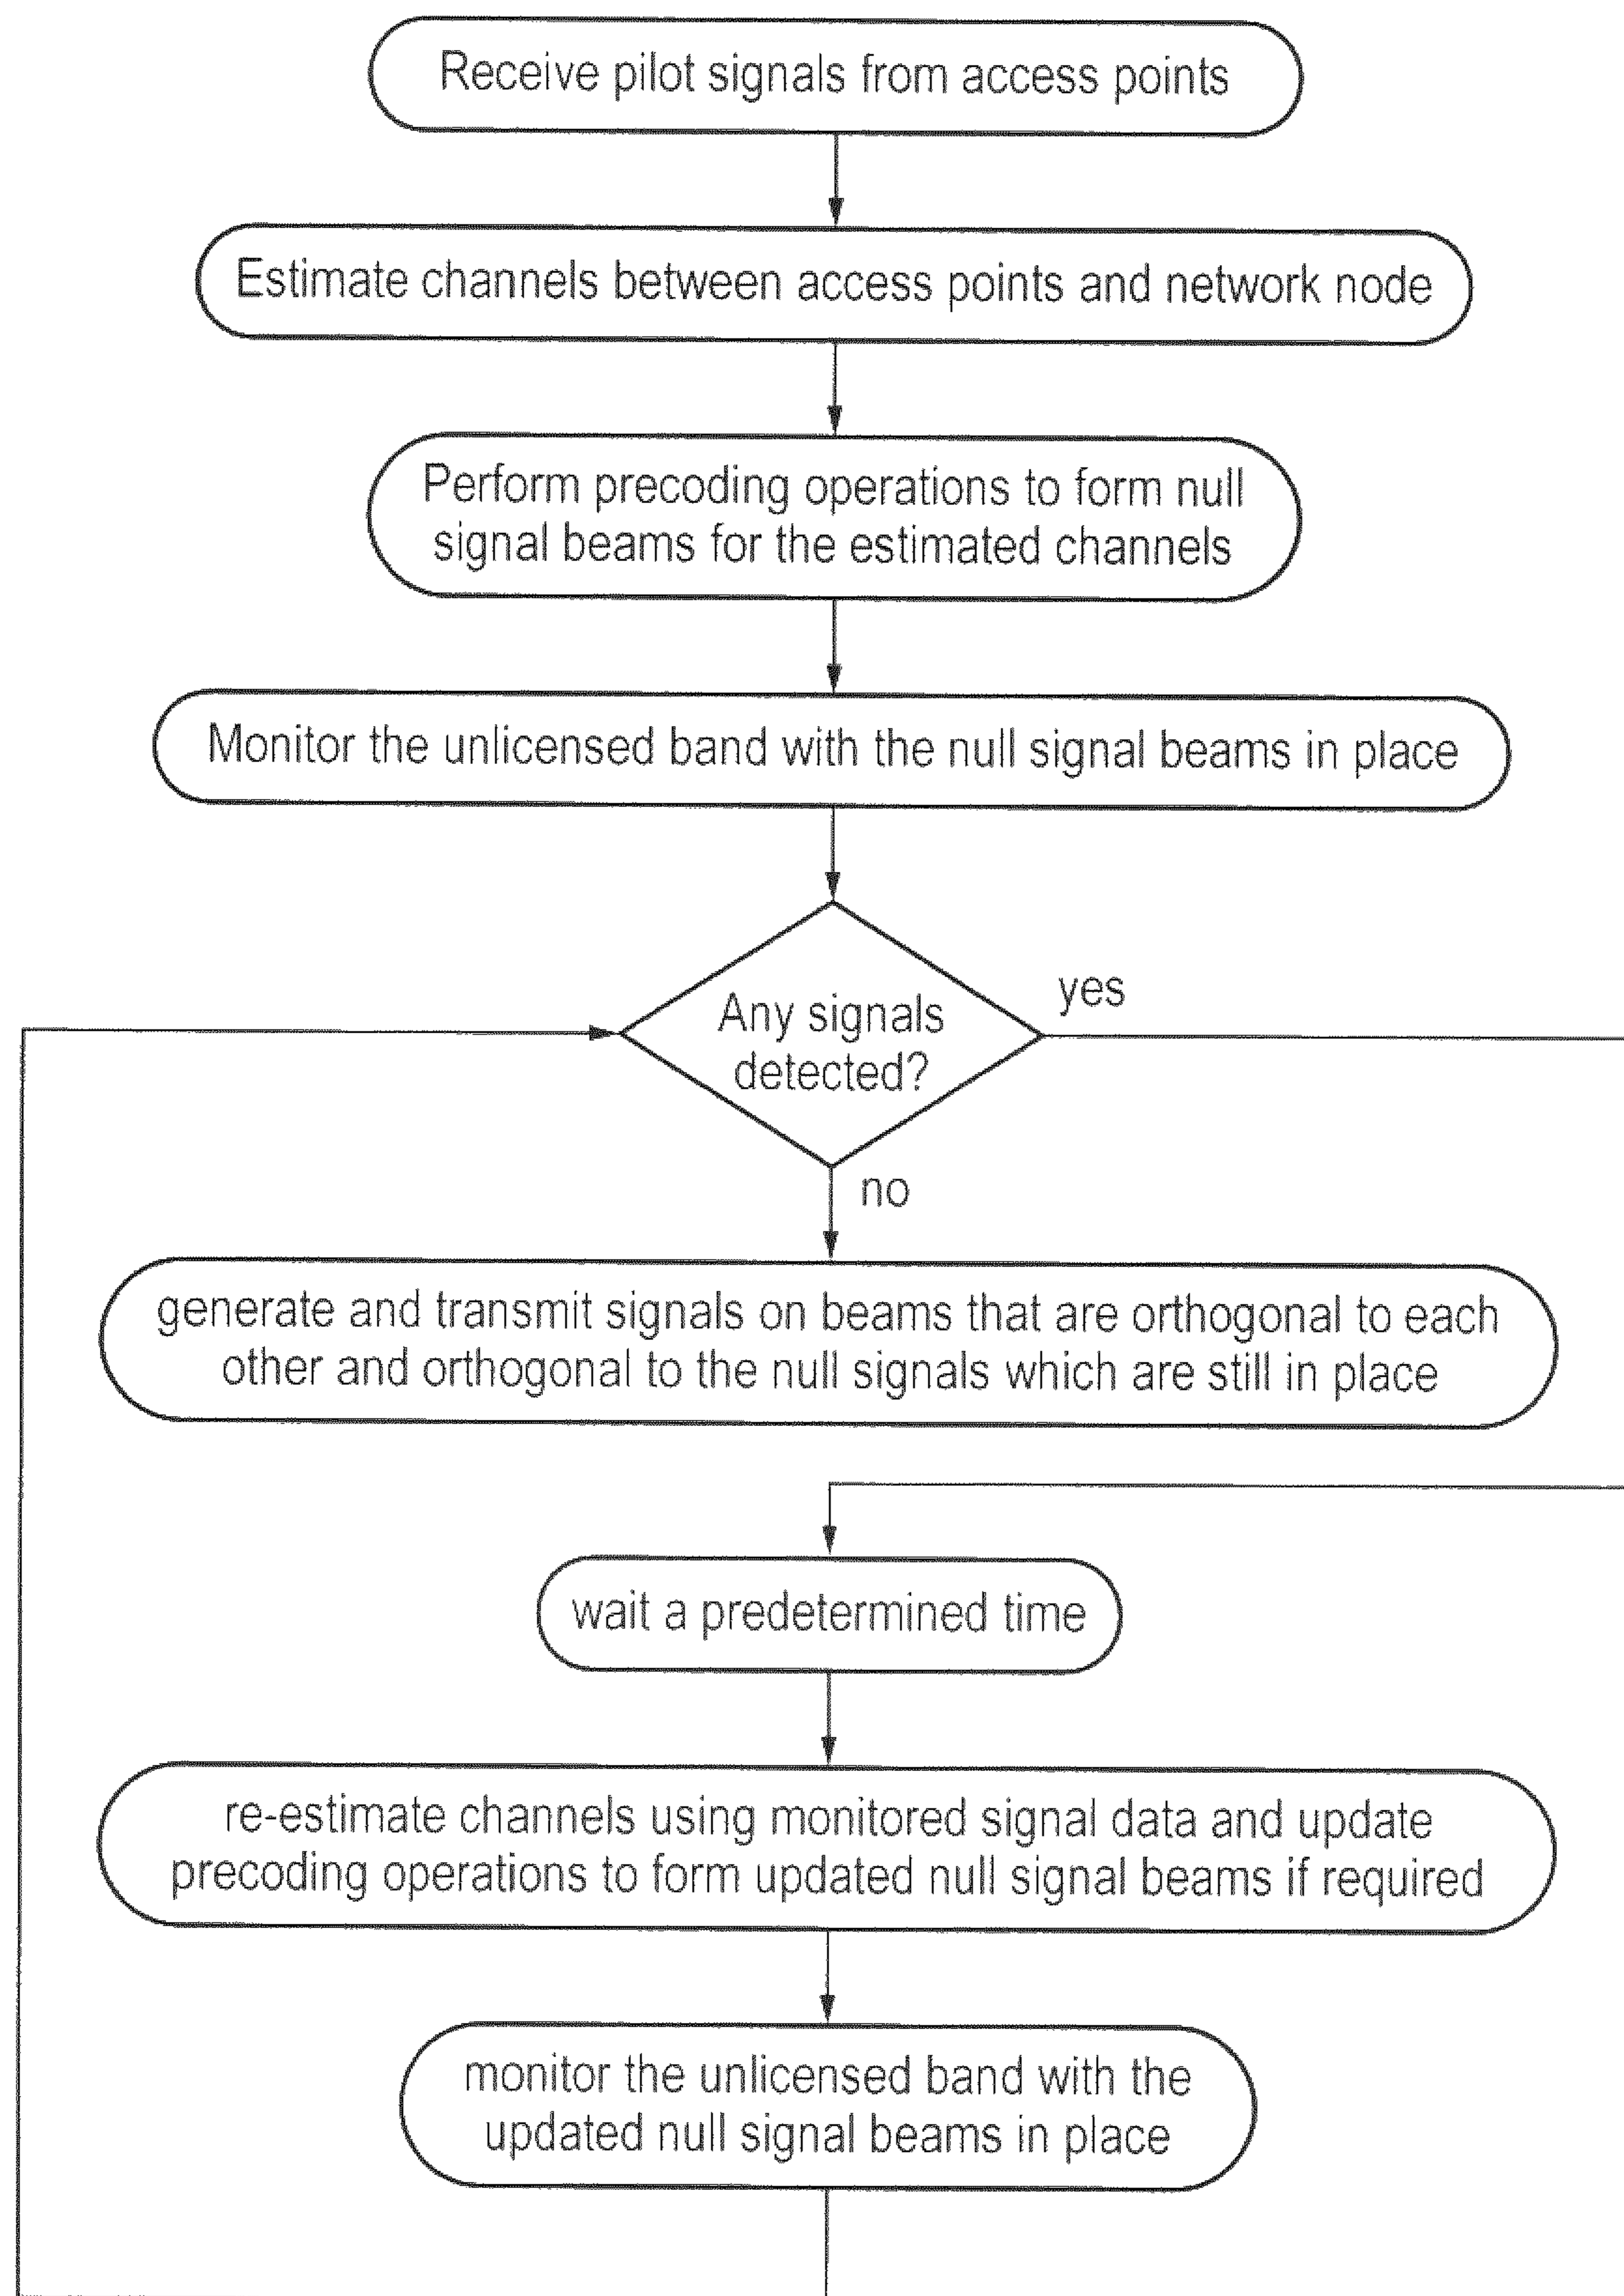 Receive pilot signals from access points
Estimate channels between access points and network node
Perform precoding operations to form null
signal beams for the estimated channels
Monitor the unlicensed band with the null signal beams in place
Any signals
detected?
yes
no
generate and transmit signals on beams that are orthogonal to each
other and orthogonal to the null signals which are still in place
wait a predetermined time
re-estimate channels using monitored signal data and update
precoding operations to form updated null signal beams if required
monitor the unlicensed band with the
updated null signal beams in place